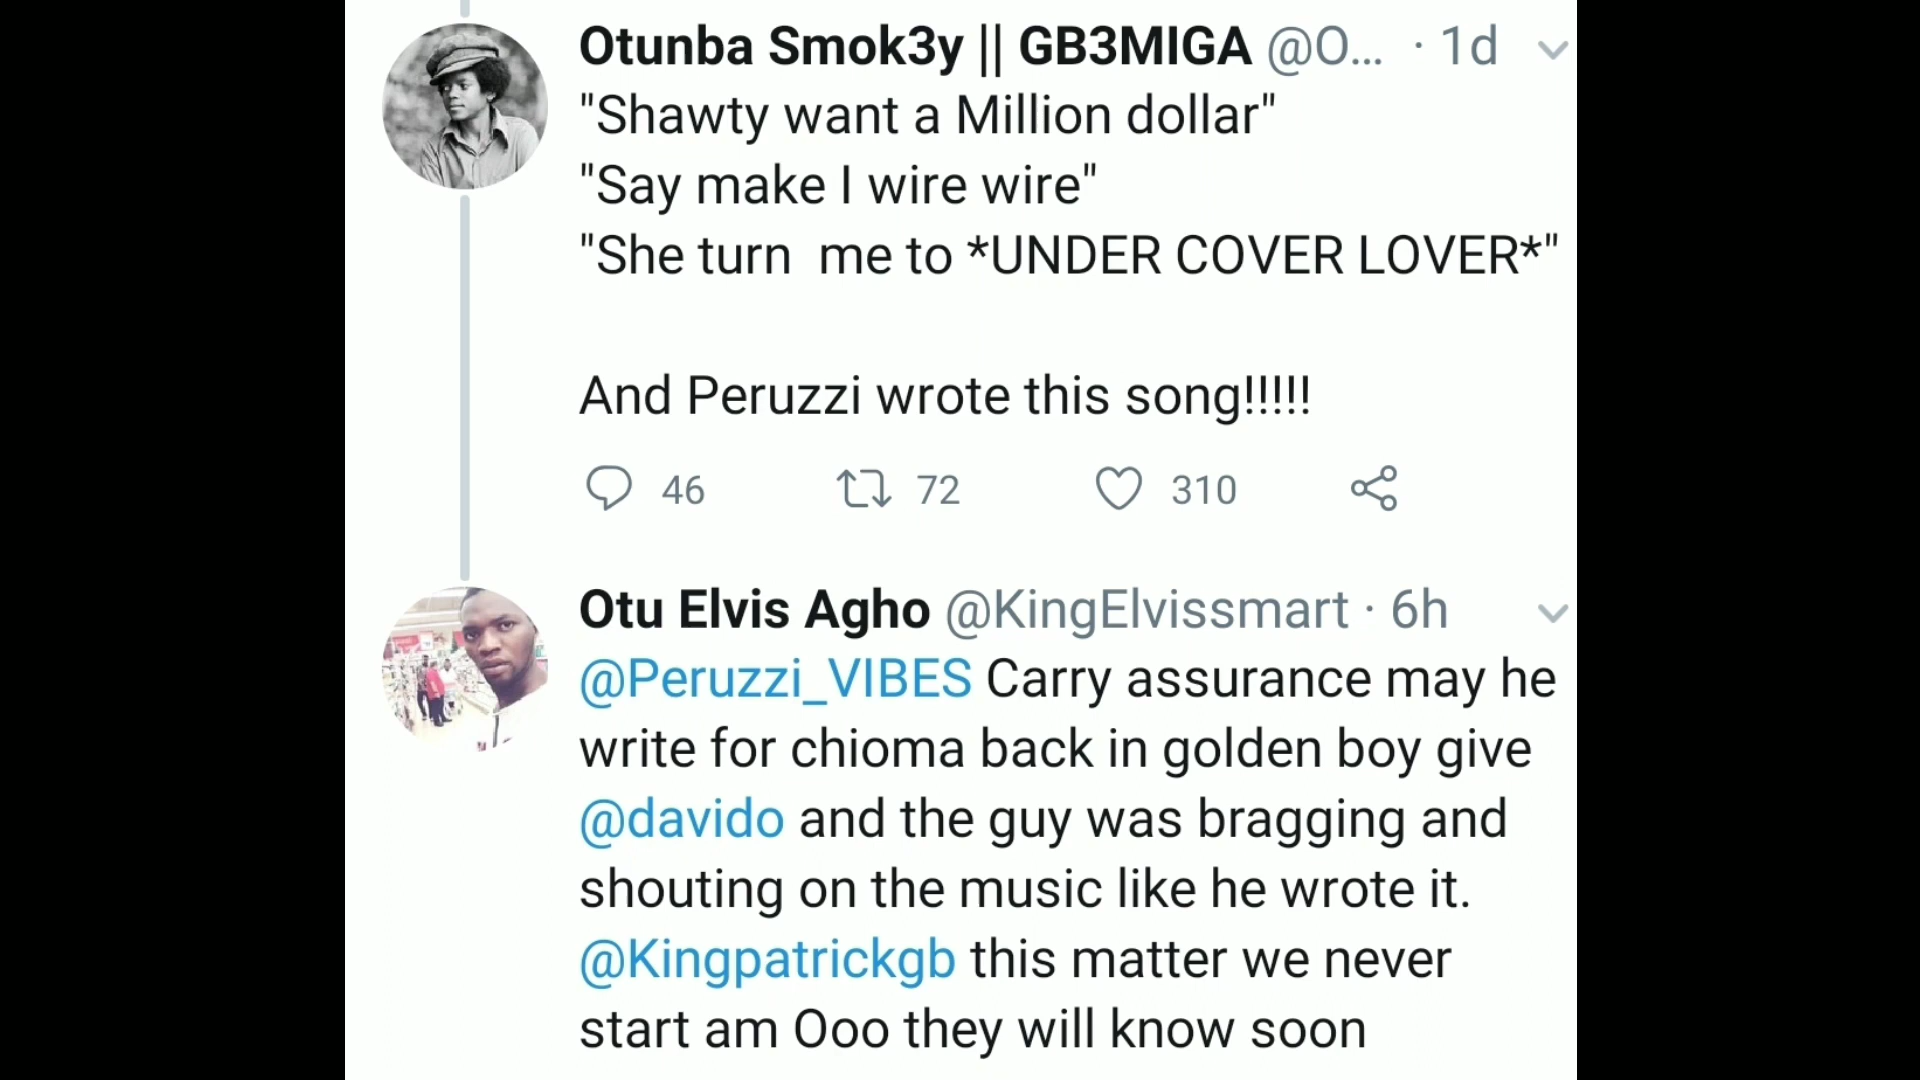 Otunba Smok3y || GB3MIGA @O... · 1d
"Shawty want a Million dollar"
"Say make I wire wire"
"She turn  me to *UNDER COVER LOVER*"
And Peruzzi wrote this song!!!!!
46 72 310
Otu Elvis Agho @KingElvissmart · 6h
@Peruzzi_VIBES Carry assurance may he
write for chioma back in golden boy give
@davido and the guy was bragging and
shouting on the music like he wrote it.
@Kingpatrickgb this matter we never
start am Ooo they will know soon